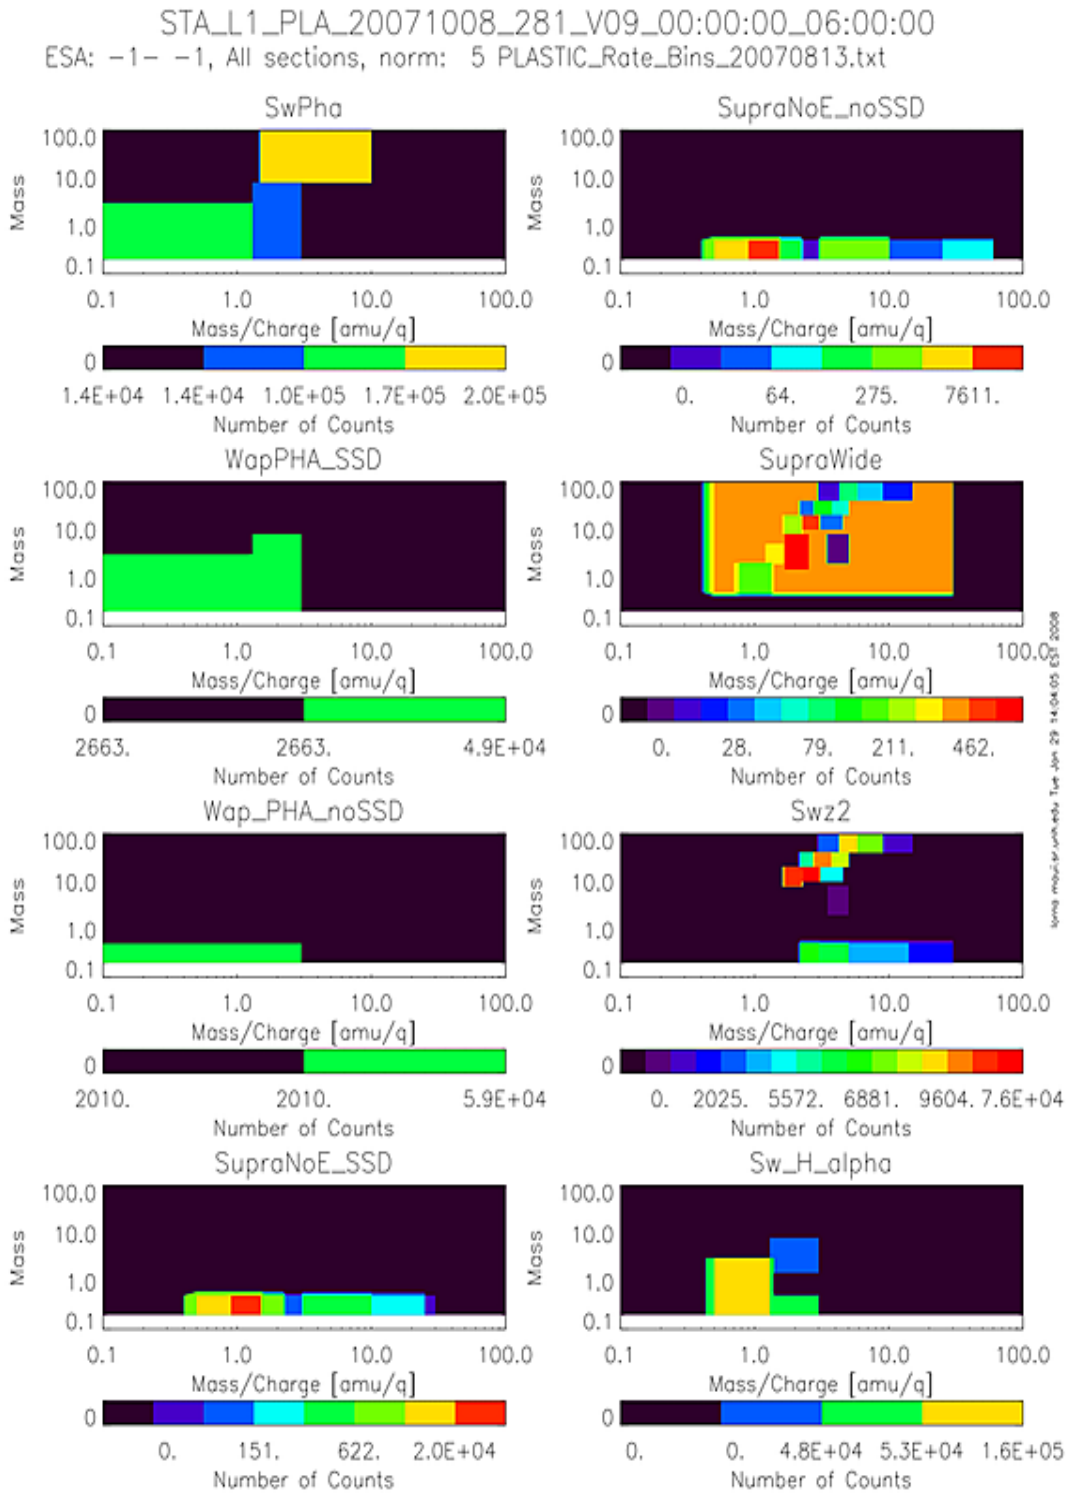 STA_L1_PLA_20071008_281_V09_00:00:00_06:00:00
ESA: -1- -1, All sections, norm: 5 PLASTIC_Rate_Bins_20070813.txt
SwPha
100.0
10.0
1.0
0.1
Mass
0.1 1.0 10.0 100.0
Mass/Charge [amu/q]
0
1.4E+04 1.4E+04 1.0E+05 1.7E+05 2.0E+05
Number of Counts
SupraNoE_noSSD
100.0
10.0
1.0
0.1
Mass
0.1 1.0 10.0 100.0
Mass/Charge [amu/q]
0
0. 64. 275. 7611.
Number of Counts
WapPHA_SSD
100.0
10.0
1.0
0.1
Mass
0.1 1.0 10.0 100.0
Mass/Charge [amu/q]
0
2663. 2663. 4.9E+04
Number of Counts
SupraWide
100.0
10.0
1.0
0.1
Mass
0.1 1.0 10.0 100.0
Mass/Charge [amu/q]
0
0. 28. 79. 211. 462.
Number of Counts
Wap_PHA_noSSD
100.0
10.0
1.0
0.1
Mass
0.1 1.0 10.0 100.0
Mass/Charge [amu/q]
0
2010. 2010. 5.9E+04
Number of Counts
Swz2
100.0
10.0
1.0
0.1
Mass
0.1 1.0 10.0 100.0
Mass/Charge [amu/q]
0
0. 2025. 5572. 6881. 9604. 7.6E+04
Number of Counts
SupraNoE_SSD
100.0
10.0
1.0
0.1
Mass
0.1 1.0 10.0 100.0
Mass/Charge [amu/q]
0
0. 151. 622. 2.0E+04
Number of Counts
Sw_H_alpha
100.0
10.0
1.0
0.1
Mass
0.1 1.0 10.0 100.0
Mass/Charge [amu/q]
0
0. 0. 4.8E+04 5.3E+04 1.6E+05
Number of Counts
Tue Jan 29 14:04:05 EST 2008